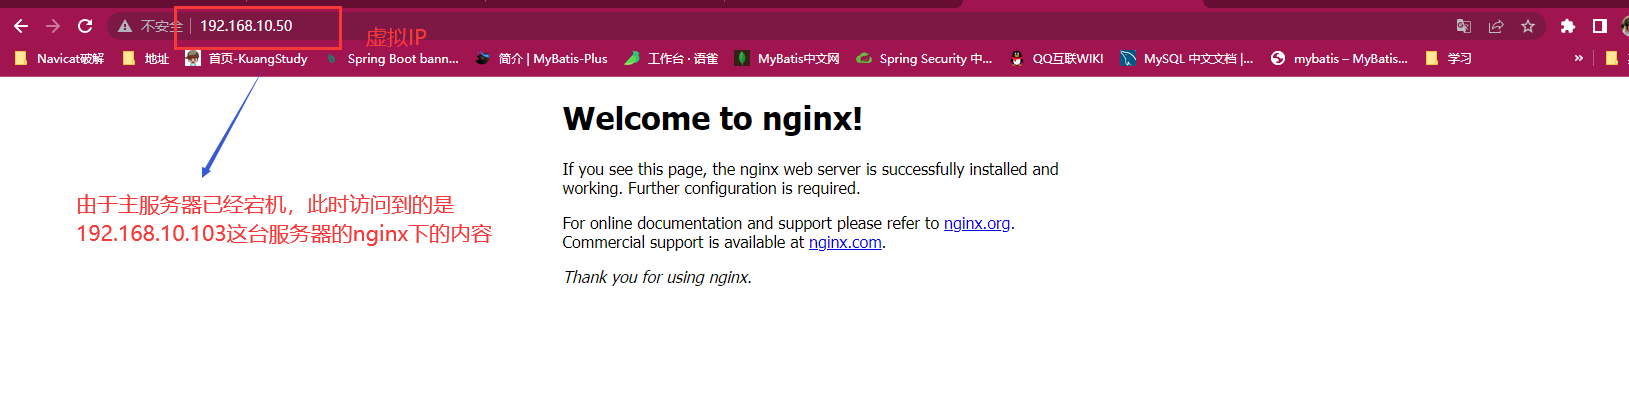 不安全 192.168.10.50
虚拟IP
Navicat破解 地址 首页-KuangStudy Spring Boot bann... 简介 | MyBatis-Plus 工作台 · 语雀 MyBatis中文网 Spring Security 中... QQ互联WIKI MySQL 中文文档 |... mybatis – MyBatis... 学习 »
Welcome to nginx!
If you see this page, the nginx web server is successfully installed and
working. Further configuration is required.
For online documentation and support please refer to nginx.org.
Commercial support is available at nginx.com.
Thank you for using nginx.
由于主服务器已经宕机，此时访问到的是
192.168.10.103这台服务器的nginx下的内容